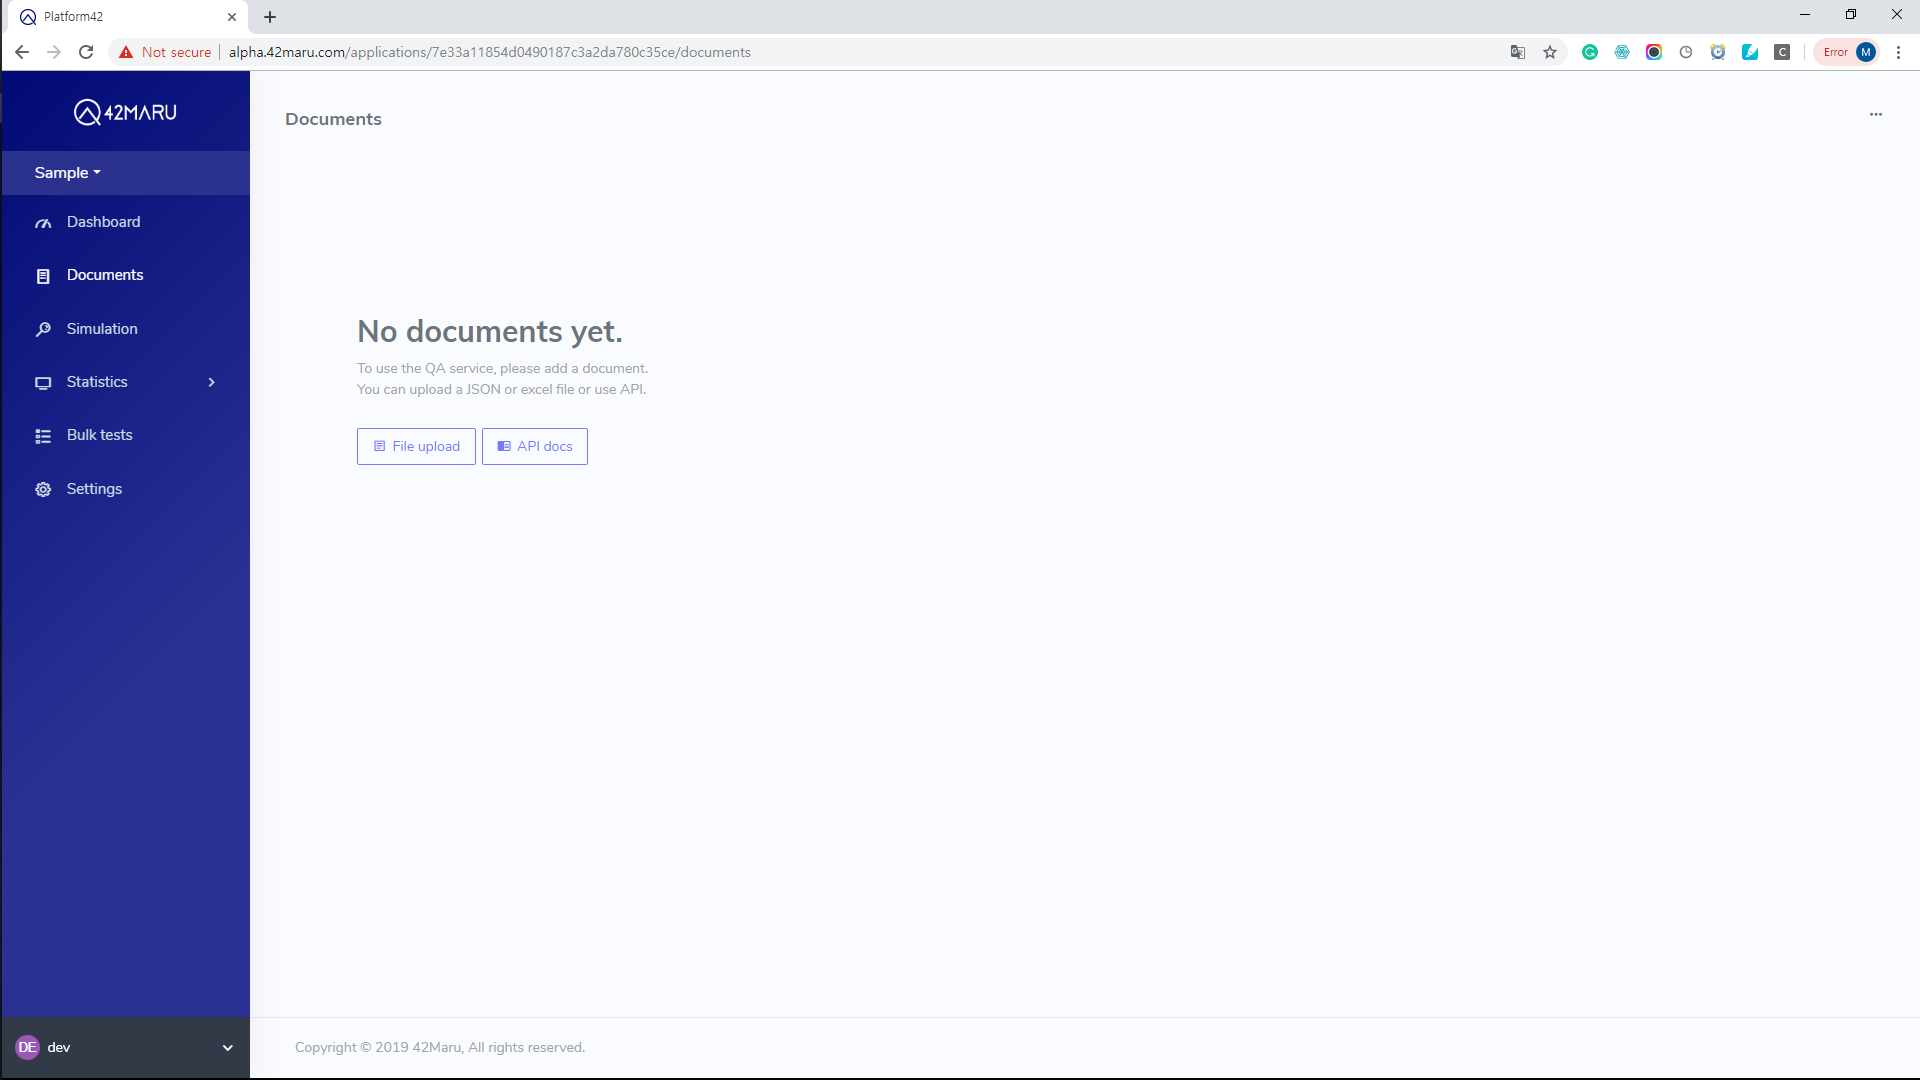 Platform42
Not secure
alpha.42maru.com/applications/7e33a11854d0490187c3a2da780c35ce/documents
G
C
Error
M
42MARU
Documents
Sample
Dashboard
Documents
Simulation
Statistics
Bulk tests
Settings
No documents yet.
To use the QA service, please add a document.
You can upload a JSON or excel file or use API.
File upload
API docs
DE
dev
Copyright © 2019 42Maru, All rights reserved.